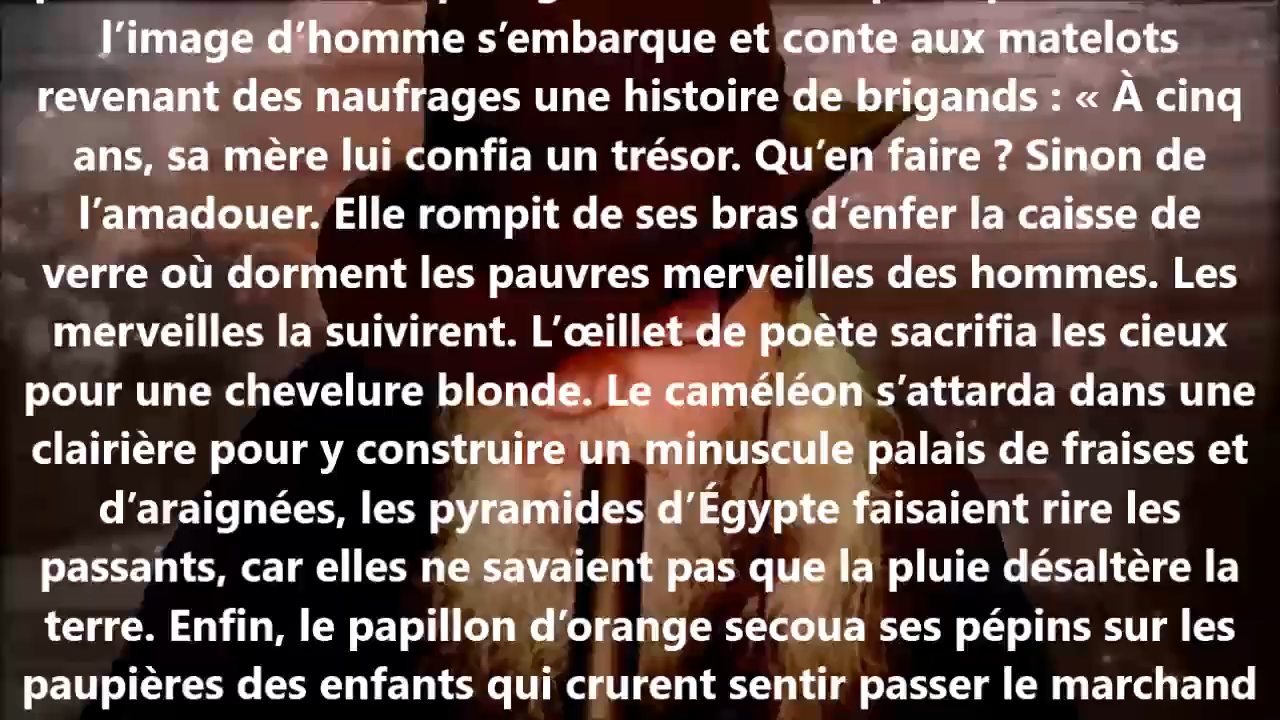 l’image d’homme s’embarque et conte aux matelots
revenant des naufrages une histoire de brigands : « À cinq
ans, sa mère lui confia un trésor. Qu’en faire ? Sinon de
l’amadouer. Elle rompit de ses bras d’enfer la caisse de
verre où dorment les pauvres merveilles des hommes. Les
merveilles la suivirent. L’œillet de poète sacrifia les cieux
pour une chevelure blonde. Le caméléon s’attarda dans une
clairière pour y construire un minuscule palais de fraises et
d’araignées, les pyramides d’Égypte faisaient rire les
passants, car elles ne savaient pas que la pluie désaltère la
terre. Enfin, le papillon d’orange secoua ses pépins sur les
paupières des enfants qui crurent sentir passer le marchand